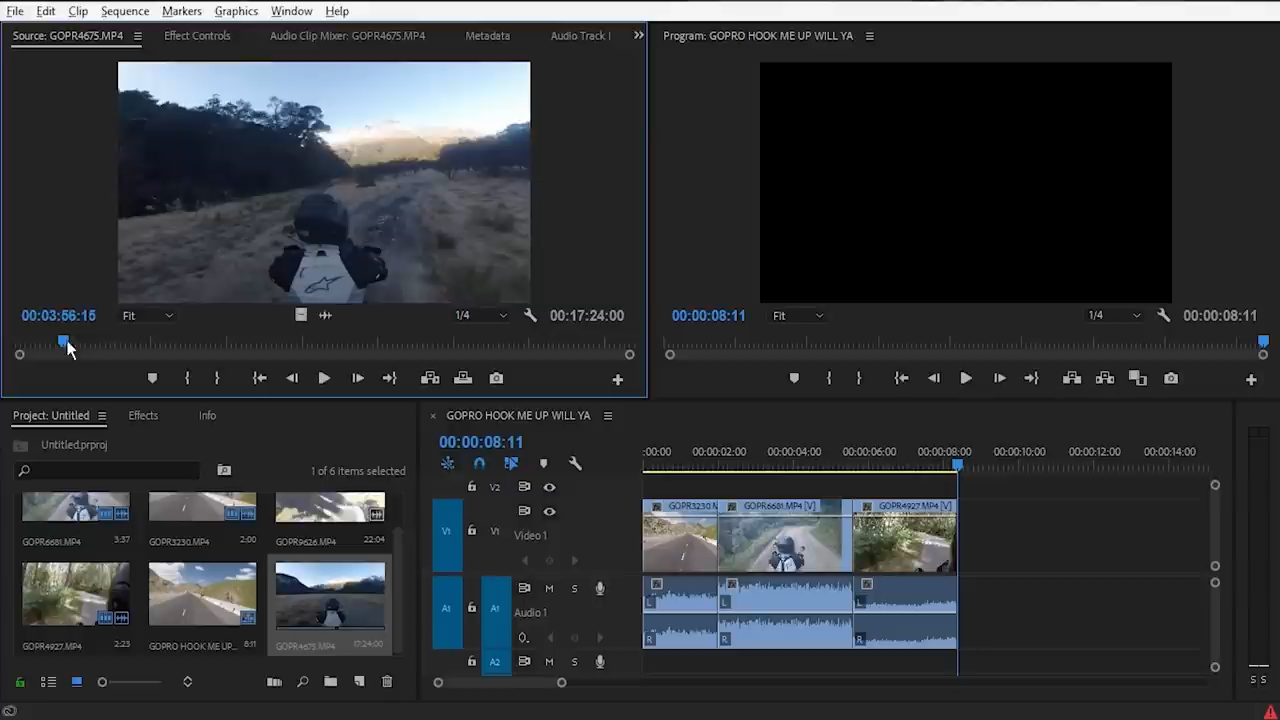 File Edit Clip Sequence Markers Graphics Window Help
Source: GOPR4675.MP4 Effect Controls Audio Clip Mixer: GOPR4675.MP4 Metadata Audio Track I
Program: GOPRO HOOK ME UP WILL YA
00:03:56:15 Fit 1/4 00:17:24:00
00:00:08:11 Fit 1/4 00:00:08:11
Project: Untitled Effects Info
Untitled.prproj
1 of 6 items selected
GOPR6681.MP4 3:37 GOPR3230.MP4 2:00 GOPR9626.MP4 22:04
GOPR4927.MP4 2:23 GOPRO HOOK ME UP... 8:11 GOPR4675.MP4 17:24:00
GOPRO HOOK ME UP WILL YA
00:00:08:11
:00:00 00:00:02:00 00:00:04:00 00:00:06:00 00:00:08:00 00:00:10:00 00:00:12:00 00:00:14:00
V2
V1 V1 Video 1
GOPR3230.M GOPR6681.MP4 [V] GOPR4927.MP4 [V]
A1 A1 M S
Audio 1
L L L
R R R
A2 M S
S S